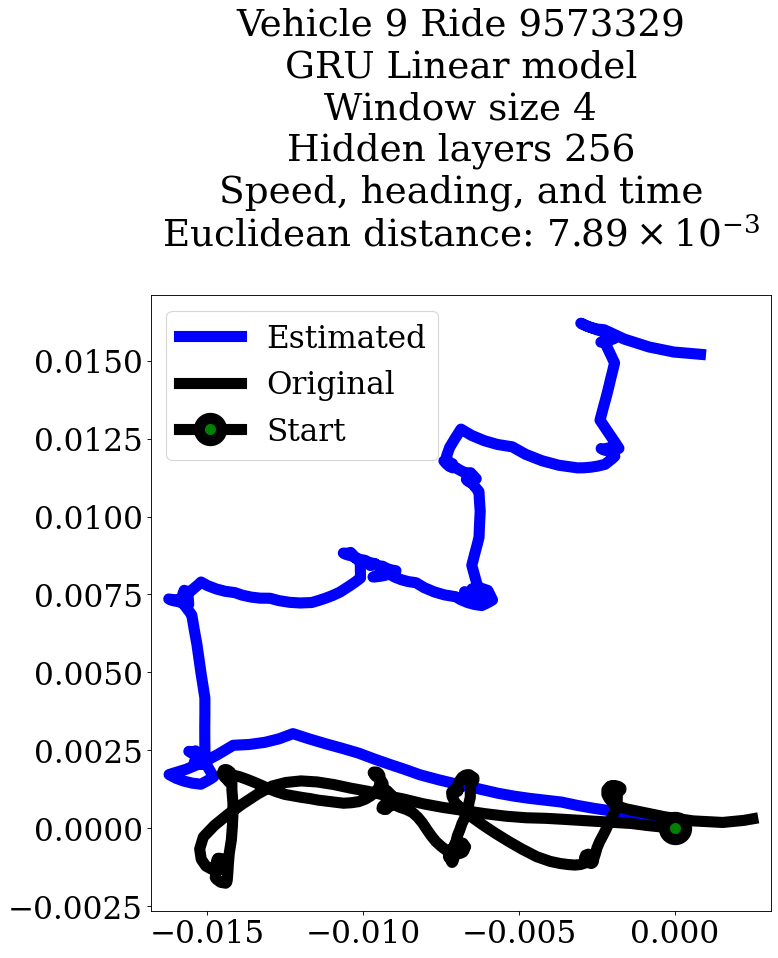 Vehicle 9 Ride 9573329
GRU Linear model
Window size 4
Hidden layers 256
Speed, heading, and time
Euclidean distance: 7.89 × 10⁻³
Estimated
Original
Start
0.0150
0.0125
0.0100
0.0075
0.0050
0.0025
0.0000
−0.0025
−0.015 −0.010 −0.005 0.000